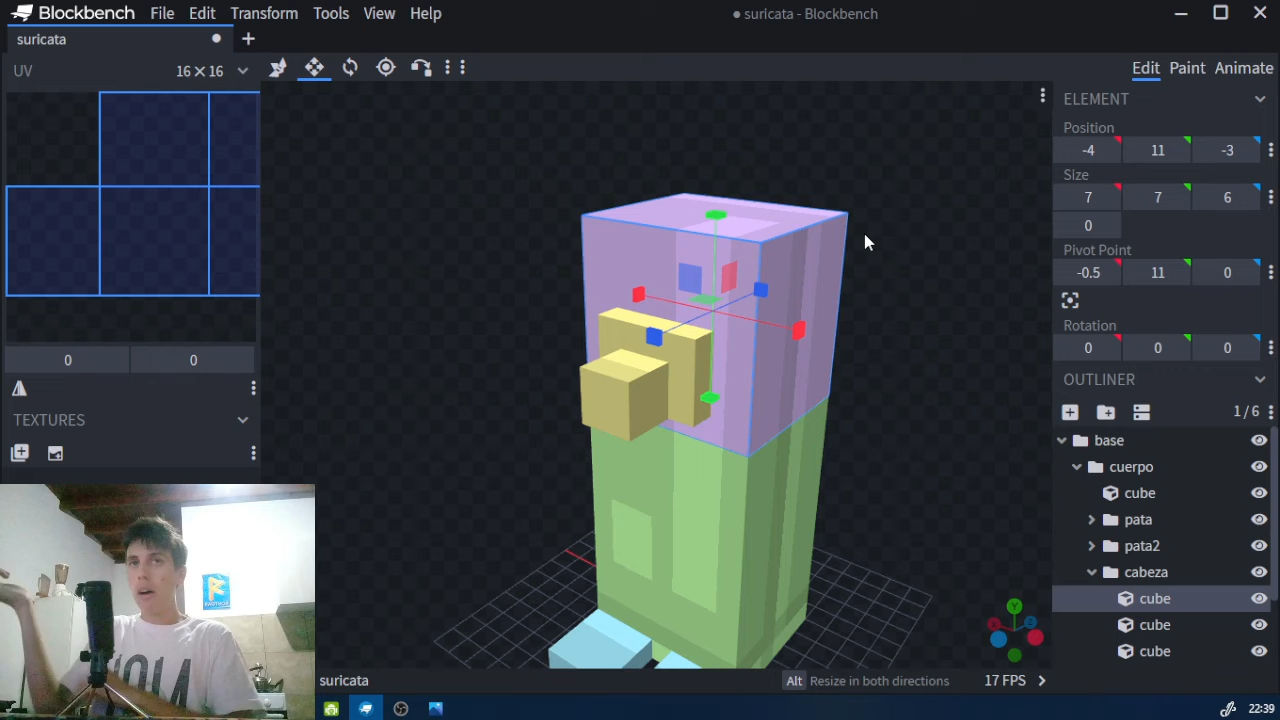 Blockbench File Edit Transform Tools View Help
suricata - Blockbench
suricata
UV 16×16
Edit Paint Animate
ELEMENT
Position
-4 11 -3
Size
7 7 6
0
Pivot Point
-0.5 11 0
Rotation
0 0 0
0 0
TEXTURES
OUTLINER
1/6
base
cuerpo
cube
pata
pata2
cabeza
cube
cube
cube
HOLA
suricata
Alt Resize in both directions 17 FPS
22:39